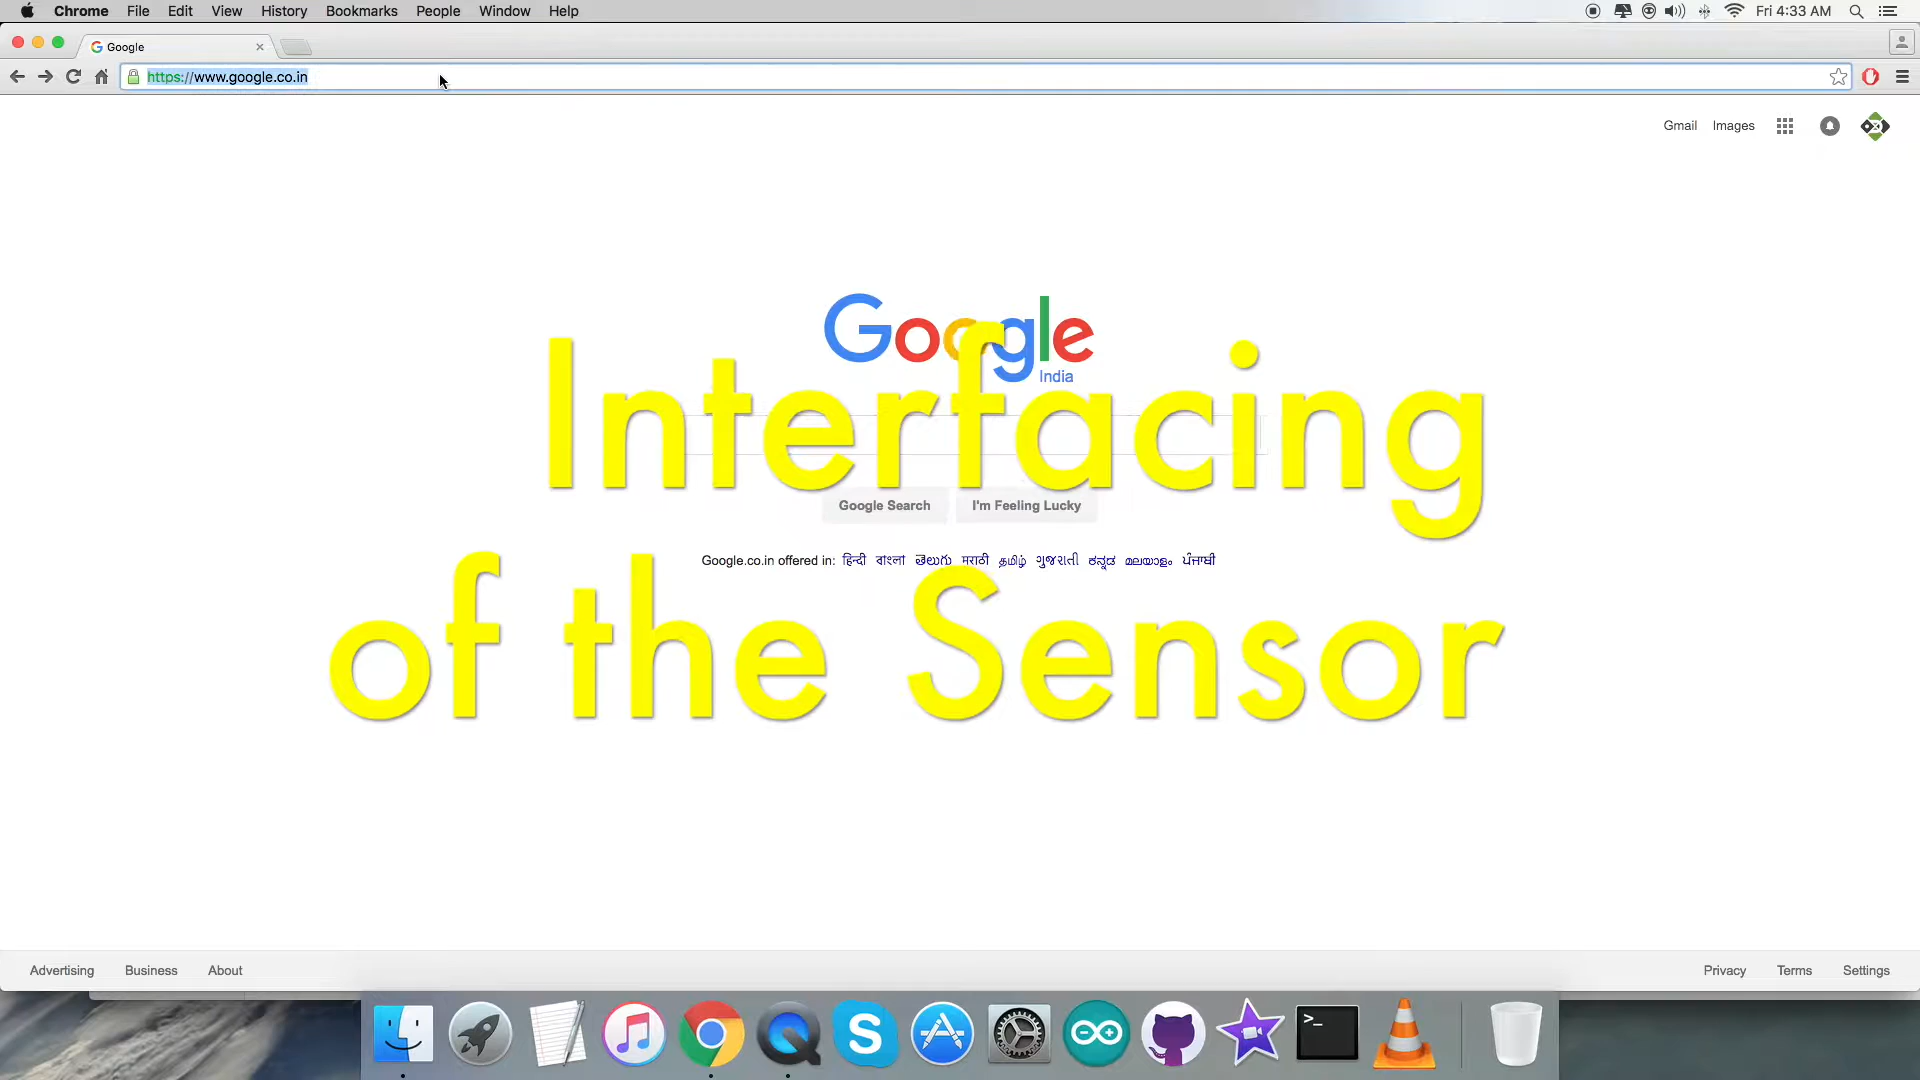 Chrome File Edit View History Bookmarks People Window Help Fri 4:33 AM
Google
https://www.google.co.in
Gmail Images
Google
India
Interfacing
Google Search I'm Feeling Lucky
Google.co.in offered in: हिन्दी বাংলা తెలుగు मराठी தமிழ் ગુજરાતી ಕನ್ನಡ മലയാളം ਪੰਜਾਬੀ
of the Sensor
Advertising Business About Privacy Terms Settings
S >_